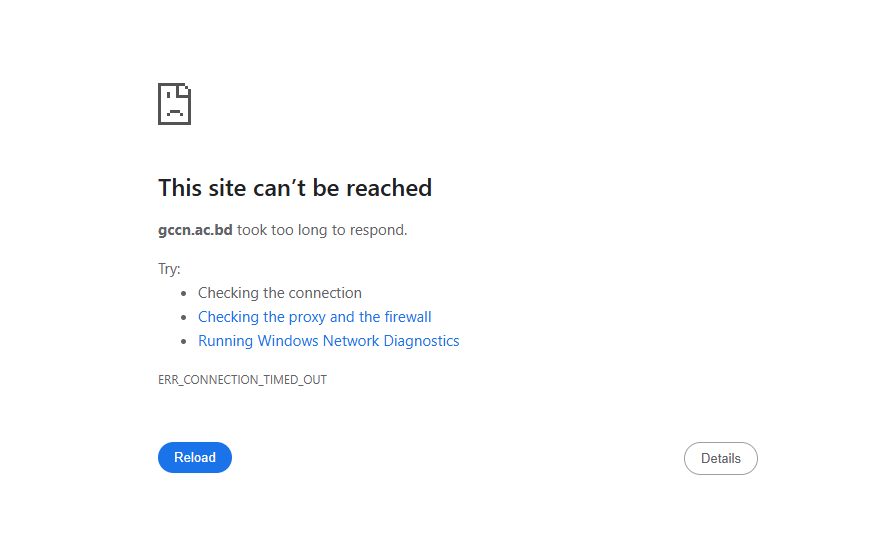 This site can’t be reached
gccn.ac.bd took too long to respond.
Try:
Checking the connection
Checking the proxy and the firewall
Running Windows Network Diagnostics
ERR_CONNECTION_TIMED_OUT
Reload
Details